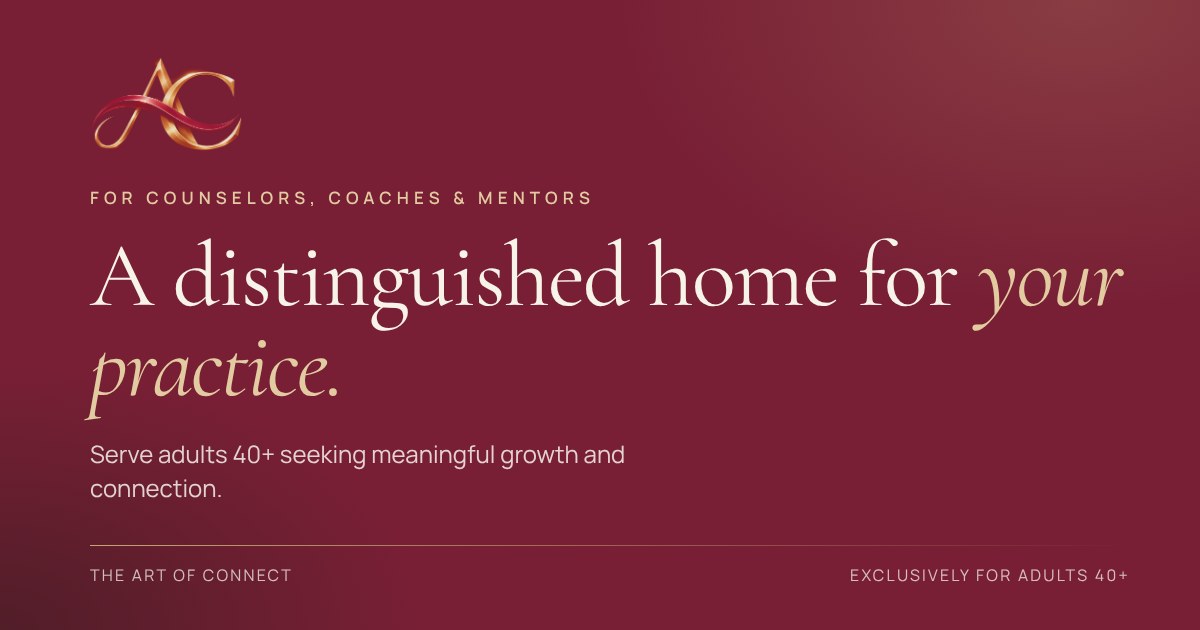 AC
FOR COUNSELORS, COACHES & MENTORS
A distinguished home for your
practice.
Serve adults 40+ seeking meaningful growth and
connection.
THE ART OF CONNECT
EXCLUSIVELY FOR ADULTS 40+